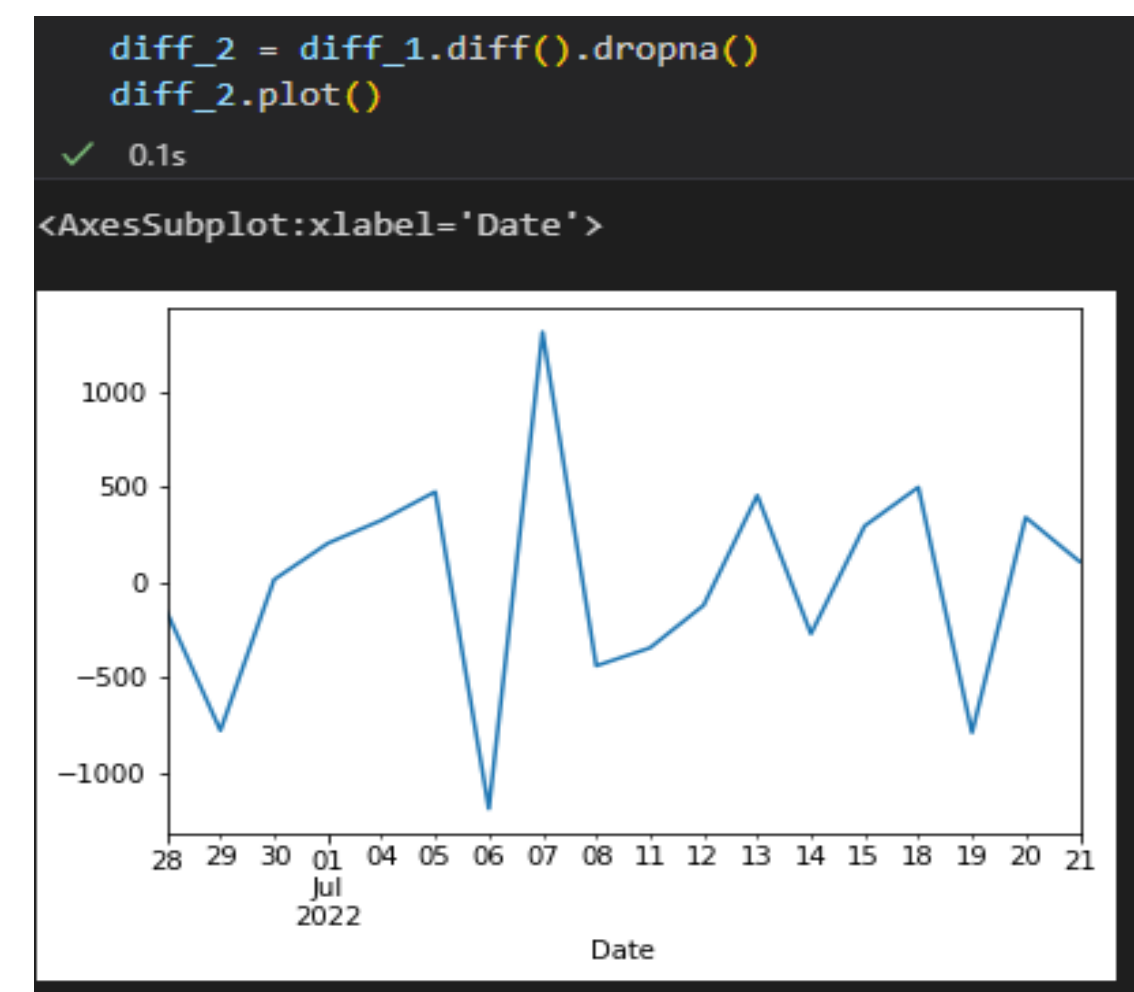 diff_2 = diff_1.diff().dropna()
diff_2.plot()
✓ 0.1s
<AxesSubplot:xlabel='Date'>
1000
500
0
−500
−1000
28 29 30 01 04 05 06 07 08 11 12 13 14 15 18 19 20 21
Jul
2022
Date